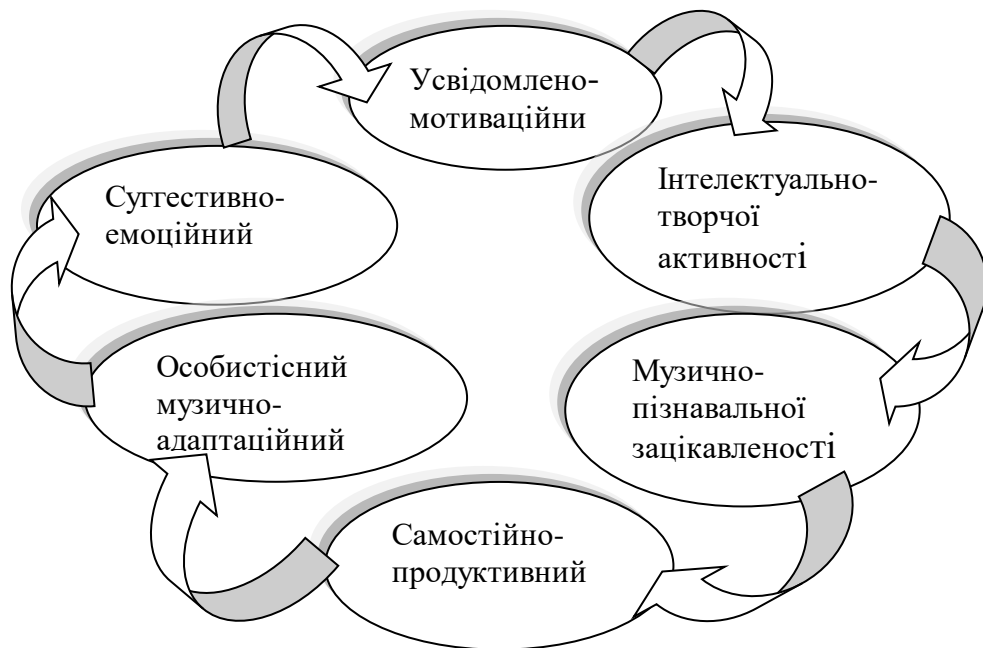 Усвідомлено-
мотиваційни
Інтелектуально-
творчої
активності
Музично-
пізнавальної
зацікавленості
Самостійно-
продуктивний
Особистісний
музично-
адаптаційний
Суггестивно-
емоційний